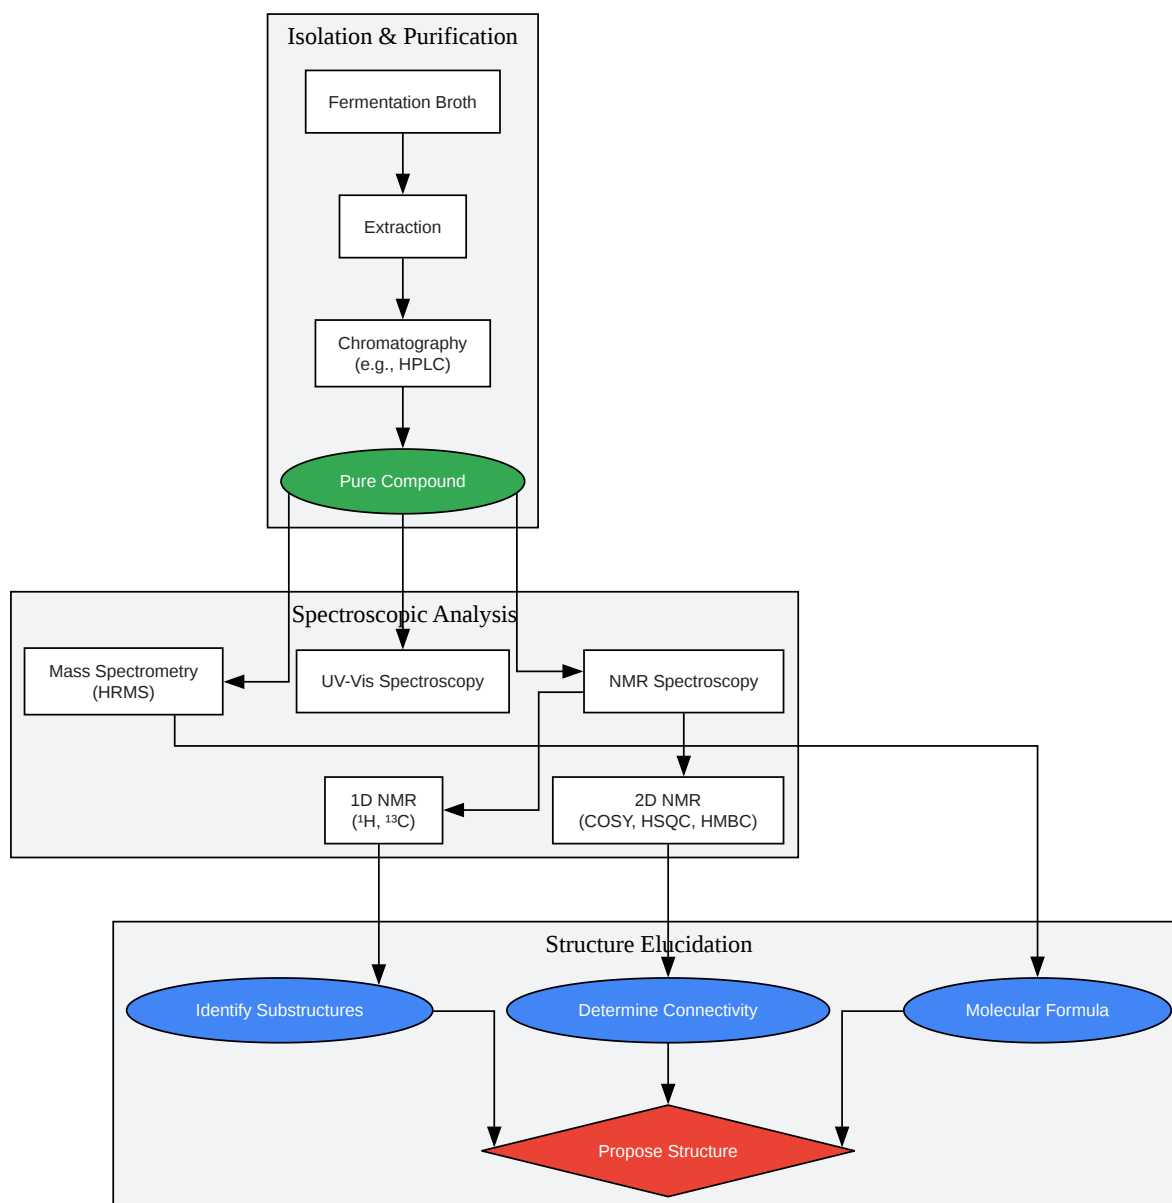 Isolation & Purification
Fermentation Broth
Extraction
Chromatography
(e.g., HPLC)
Pure Compound
Spectroscopic Analysis
Mass Spectrometry
(HRMS)
UV-Vis Spectroscopy
NMR Spectroscopy
1D NMR
(¹H, ¹³C)
2D NMR
(COSY, HSQC, HMBC)
Structure Elucidation
Identify Substructures
Determine Connectivity
Molecular Formula
Propose Structure